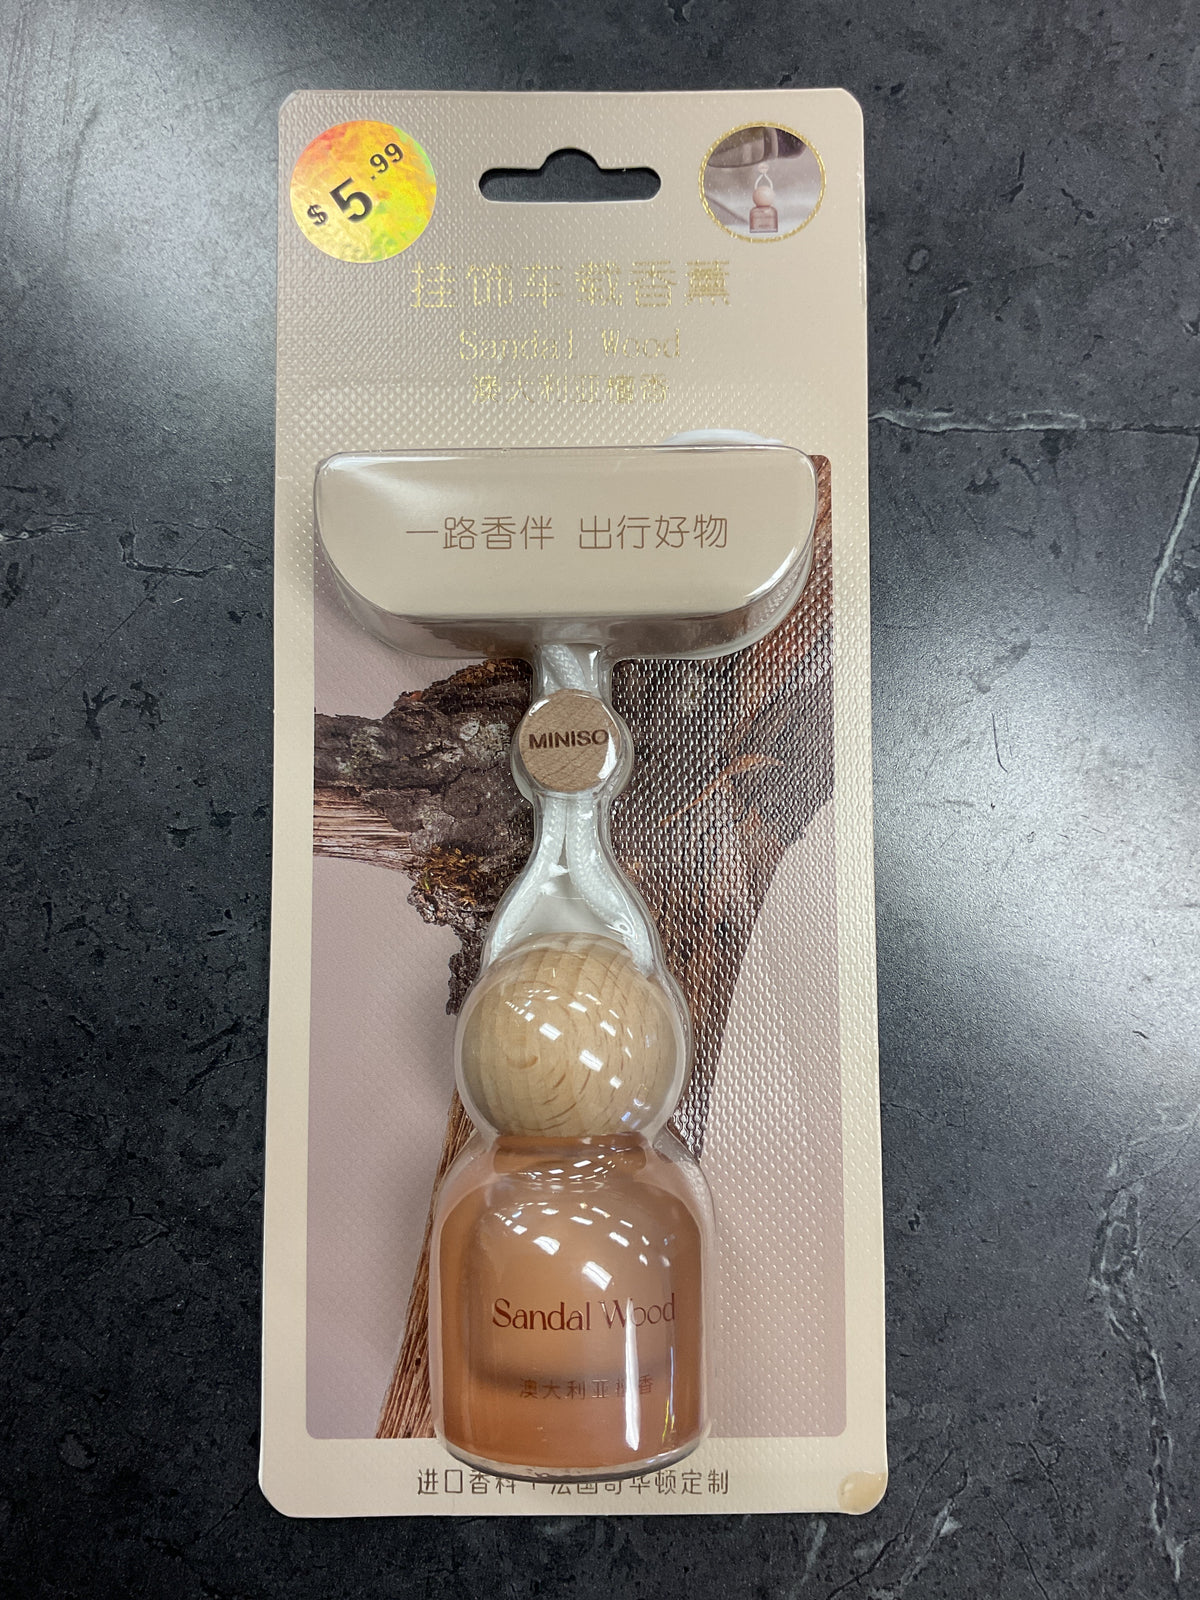 $ 5.99
挂饰车载香薰
Sandal Wood
澳大利亚檀香
一路香伴 出行好物
MINISO
Sandal Wood
澳大利亚檀香
进口香料 法国奇华顿定制